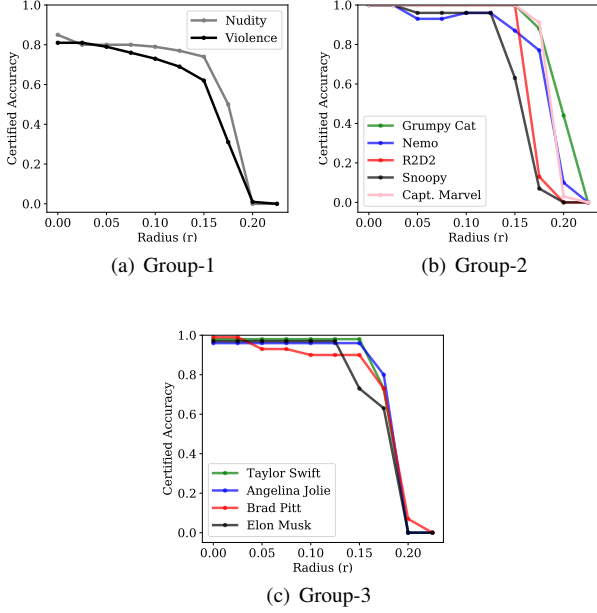 1.0
0.8
0.6
0.4
0.2
0.0
Certified Accuracy
Nudity
Violence
0.00 0.05 0.10 0.15 0.20
Radius (r)
(a) Group-1
1.0
0.8
0.6
0.4
0.2
0.0
Certified Accuracy
Grumpy Cat
Nemo
R2D2
Snoopy
Capt. Marvel
0.00 0.05 0.10 0.15 0.20
Radius (r)
(b) Group-2
1.0
0.8
0.6
0.4
0.2
0.0
Certified Accuracy
Taylor Swift
Angelina Jolie
Brad Pitt
Elon Musk
0.00 0.05 0.10 0.15 0.20
Radius (r)
(c) Group-3